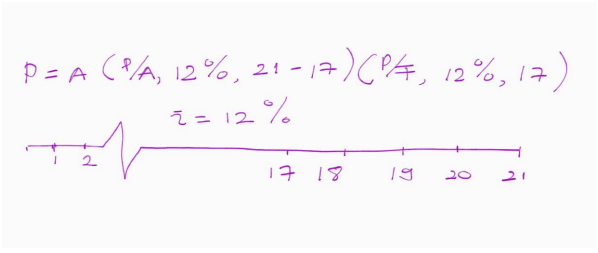 P = A (P/A, 12%, 21-17)(P/F, 12%, 17)
i = 12%
1 2 17 18 19 20 21